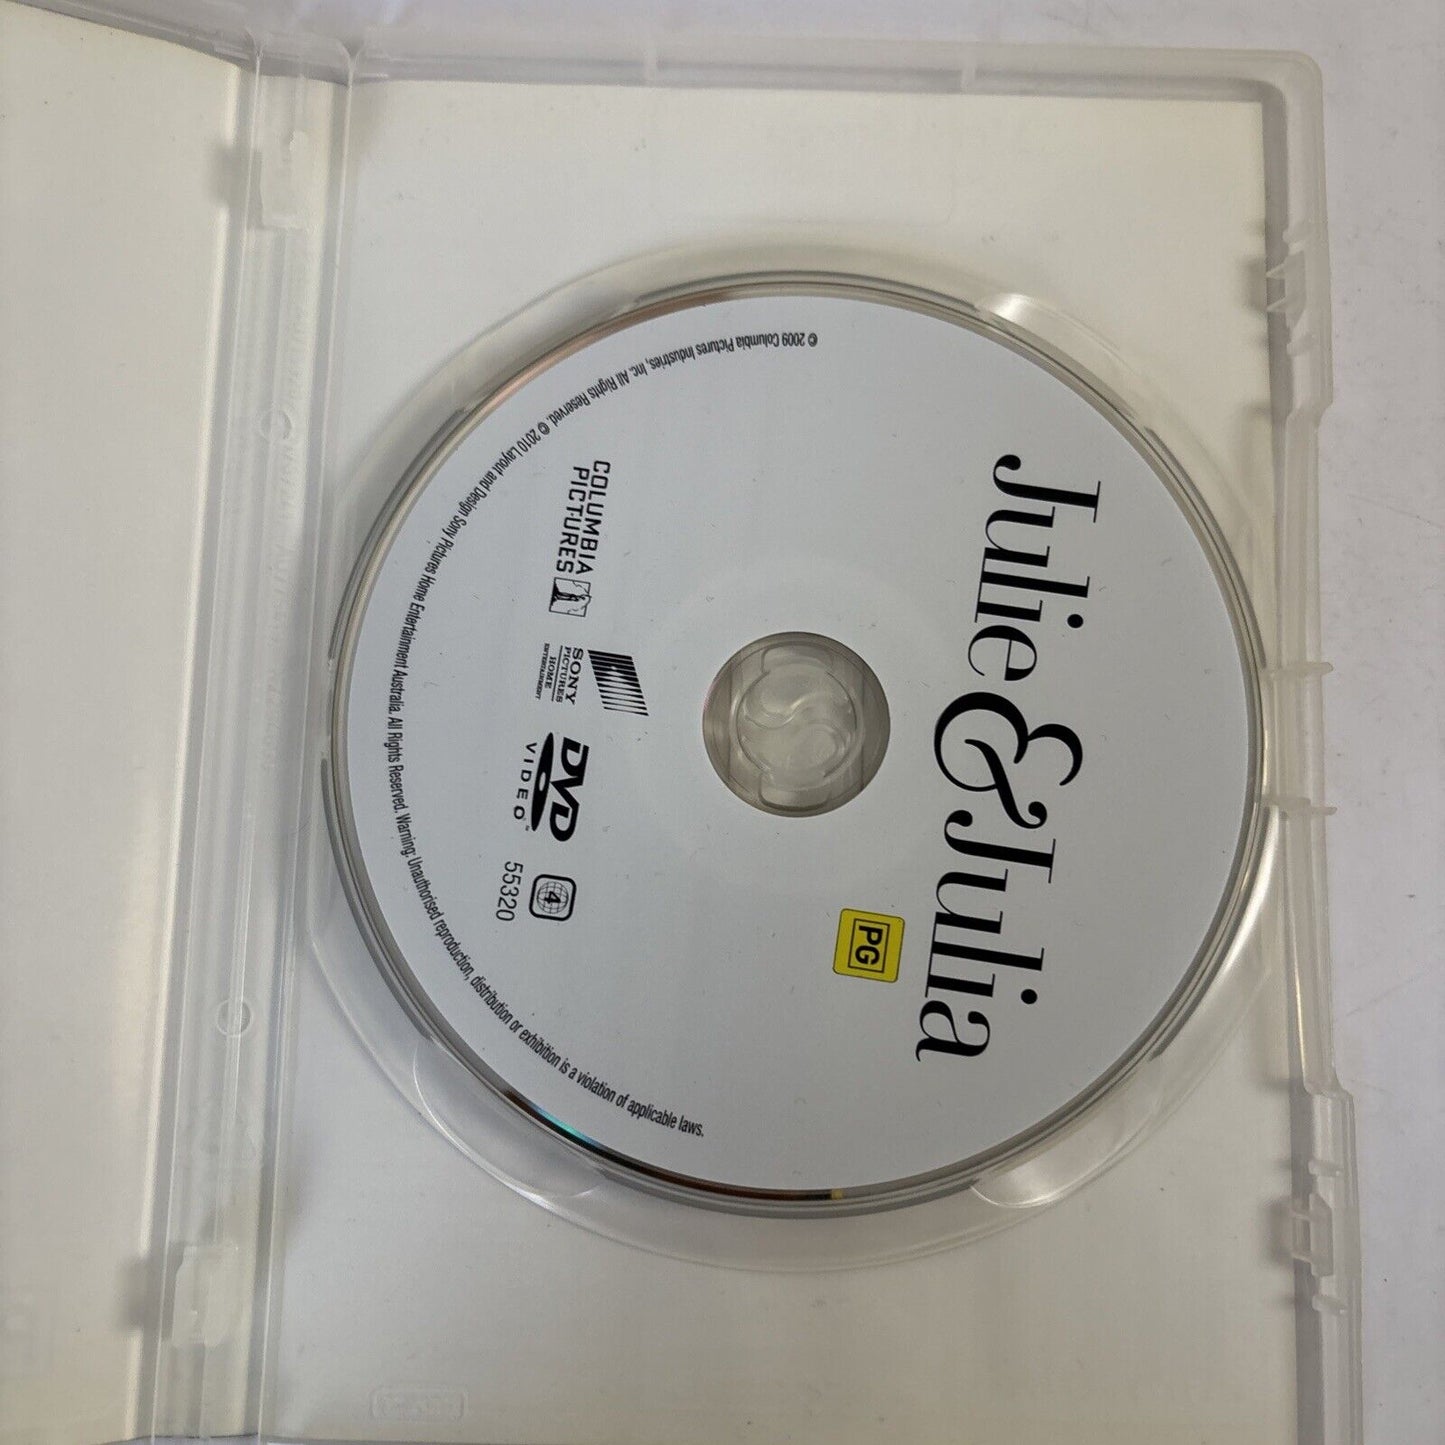 Julie & Julia
PG
COLUMBIA
PICTURES
SONY
PICTURES
HOME
ENTERTAINMENT
DVD
VIDEO™
4
55320
© 2009 Columbia Pictures Industries, Inc. All Rights Reserved. © 2010 Layout and Design Sony Pictures Home Entertainment Australia. All Rights Reserved. Warning: Unauthorised reproduction, distribution or exhibition is a violation of applicable laws.